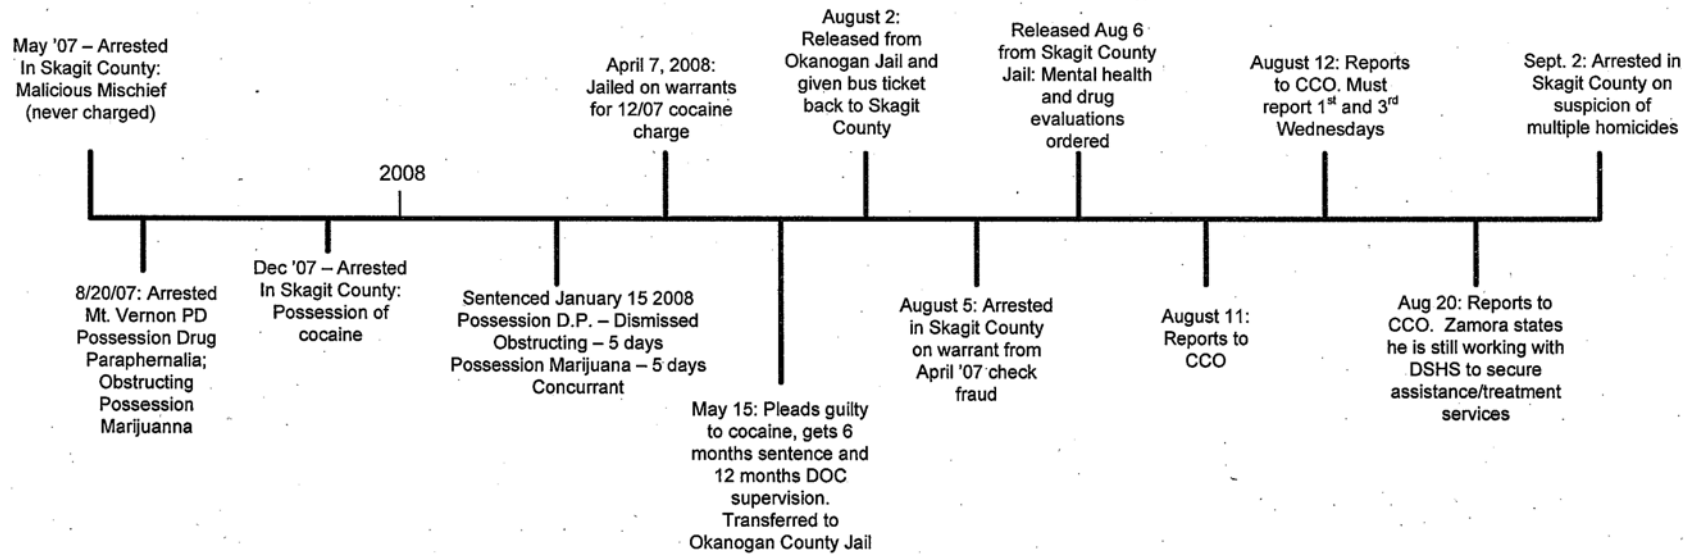 May '07 – Arrested
In Skagit County:
Malicious Mischief
(never charged)
8/20/07: Arrested
Mt. Vernon PD
Possession Drug
Paraphernalia;
Obstructing
Possession
Marijuanna
Dec '07 – Arrested
In Skagit County:
Possession of
cocaine
2008
Sentenced January 15 2008
Possession D.P. – Dismissed
Obstructing – 5 days
Possession Marijuana – 5 days
Concurrant
April 7, 2008:
Jailed on warrants
for 12/07 cocaine
charge
May 15: Pleads guilty
to cocaine, gets 6
months sentence and
12 months DOC
supervision.
Transferred to
Okanogan County Jail
August 2:
Released from
Okanogan Jail and
given bus ticket
back to Skagit
County
August 5: Arrested
in Skagit County
on warrant from
April '07 check
fraud
Released Aug 6
from Skagit County
Jail: Mental health
and drug
evaluations
ordered
August 11:
Reports to
CCO
August 12: Reports
to CCO. Must
report 1st and 3rd
Wednesdays
Aug 20: Reports to
CCO. Zamora states
he is still working with
DSHS to secure
assistance/treatment
services
Sept. 2: Arrested in
Skagit County on
suspicion of
multiple homicides